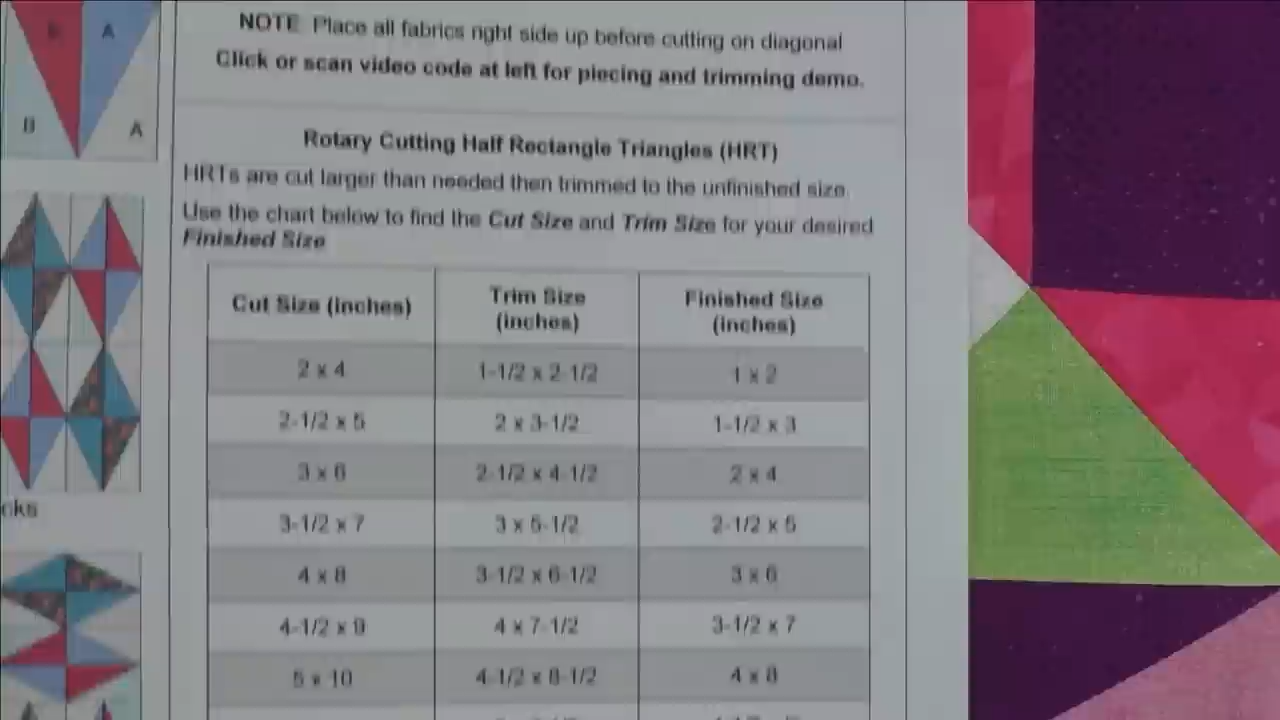 B A
B A
NOTE Place all fabrics right side up before cutting on diagonal
Click or scan video code at left for piecing and trimming demo.
Rotary Cutting Half Rectangle Triangles (HRT)
HRTs are cut larger than needed then trimmed to the unfinished size.
Use the chart below to find the Cut Size and Trim Size for your desired
Finished Size
cks
Cut Size (inches) Trim Size (inches) Finished Size (inches)
2 x 4 1-1/2 x 2-1/2 1 x 2
2-1/2 x 5 2 x 3-1/2 1-1/2 x 3
3 x 6 2-1/2 x 4-1/2 2 x 4
3-1/2 x 7 3 x 5-1/2 2-1/2 x 5
4 x 8 3-1/2 x 6-1/2 3 x 6
4-1/2 x 9 4 x 7-1/2 3-1/2 x 7
5 x 10 4-1/2 x 8-1/2 4 x 8